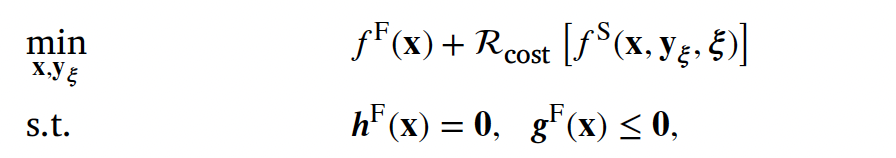 min x,y_ξ f^F(x) + R_cost [f^S(x, y_ξ, ξ)]
s.t. h^F(x) = 0, g^F(x) ≤ 0,